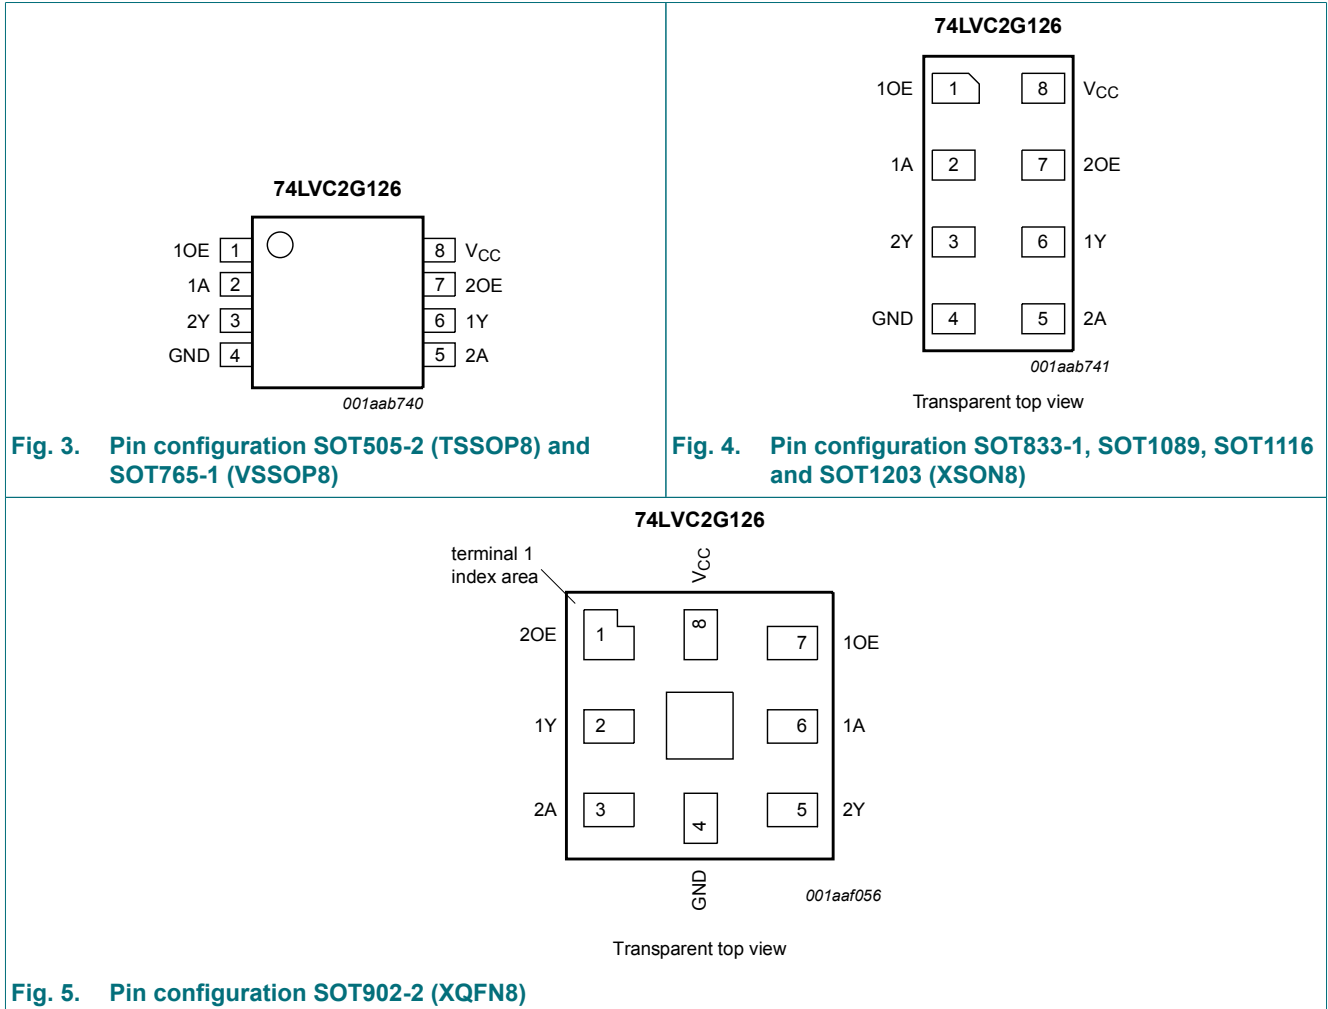 74LVC2G126
1OE 1 8 VCC
1A 2 7 2OE
2Y 3 6 1Y
GND 4 5 2A
001aab740
Fig. 3. Pin configuration SOT505-2 (TSSOP8) and
SOT765-1 (VSSOP8)
74LVC2G126
1OE 1 8 VCC
1A 2 7 2OE
2Y 3 6 1Y
GND 4 5 2A
001aab741
Transparent top view
Fig. 4. Pin configuration SOT833-1, SOT1089, SOT1116
and SOT1203 (XSON8)
74LVC2G126
terminal 1
index area
VCC
2OE 1 8 7 1OE
1Y 2 6 1A
2A 3 4 5 2Y
GND
001aaf056
Transparent top view
Fig. 5. Pin configuration SOT902-2 (XQFN8)